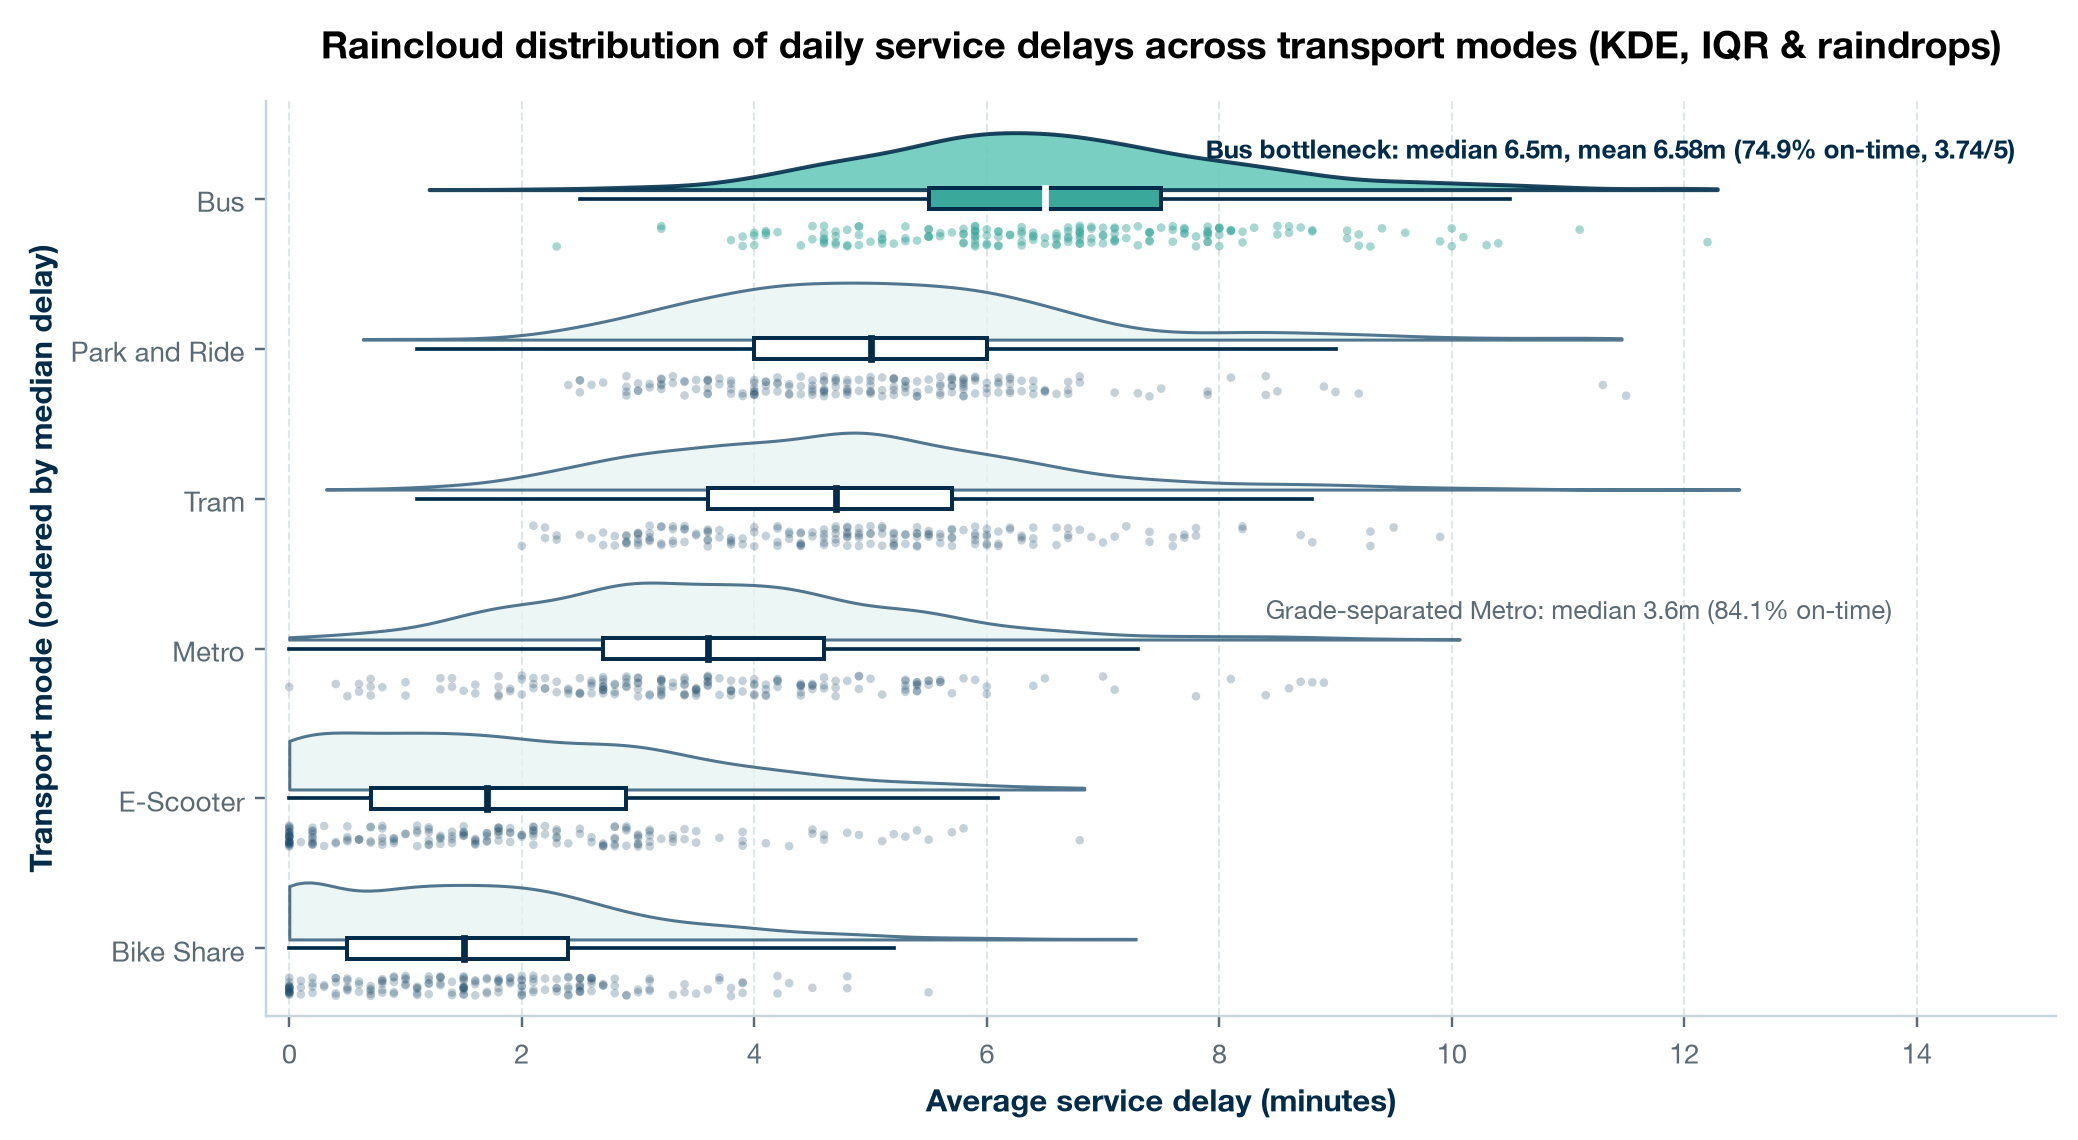 Raincloud distribution of daily service delays across transport modes (KDE, IQR & raindrops)
Transport mode (ordered by median delay)
Bus bottleneck: median 6.5m, mean 6.58m (74.9% on-time, 3.74/5)
Bus
Park and Ride
Tram
Grade-separated Metro: median 3.6m (84.1% on-time)
Metro
E-Scooter
Bike Share
0 2 4 6 8 10 12 14
Average service delay (minutes)